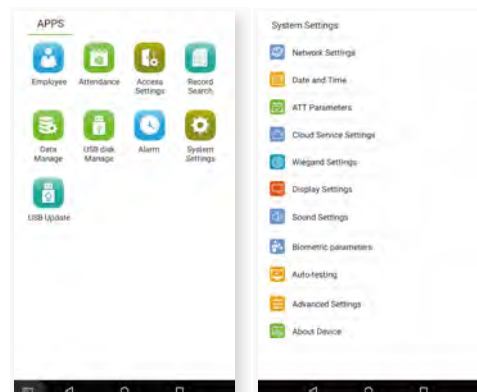 APPS
Employee
Attendance
Access
Settings
Record
Search
Data
Manage
USB disk
Manage
Alarm
System
Settings
USB Update
System Settings
Network Settings
Date and Time
ATT Parameters
Cloud Service Settings
Wiegand Settings
Display Settings
Sound Settings
Biometric parameters
Auto-testing
Advanced Settings
About Device